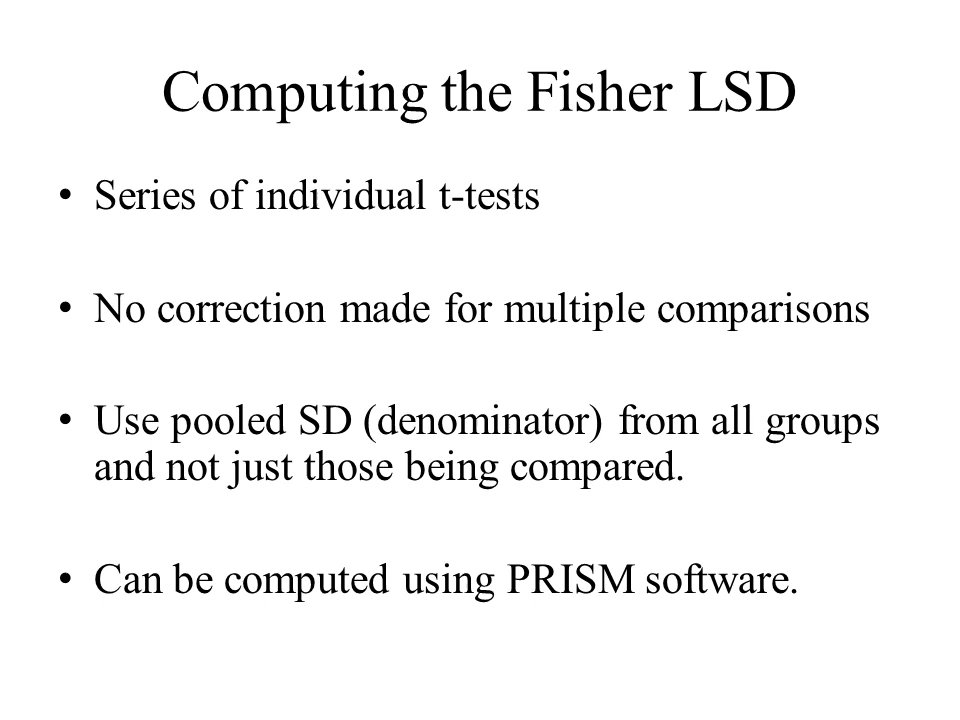 Computing the Fisher LSD
• Series of individual t-tests
• No correction made for multiple comparisons
• Use pooled SD (denominator) from all groups
and not just those being compared.
• Can be computed using PRISM software.